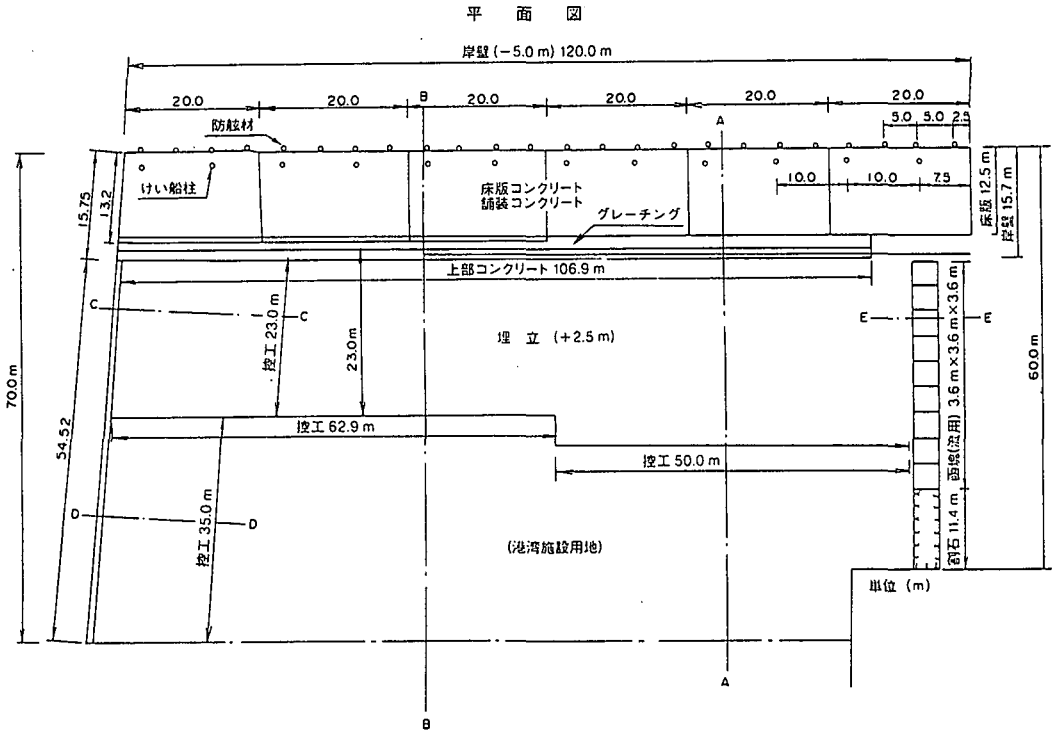 平面図
岸壁(-5.0 m) 120.0 m
20.0
20.0
B
20.0
20.0
20.0
20.0
A
5.0
5.0
2.5
防舷材
けい船柱
15.75
13.2
床版コンクリート
舗装コンクリート
グレーチング
10.0
10.0
7.5
床版 12.5 m
岸壁 15.7 m
上部コンクリート 106.9 m
C
C
控工 23.0 m
23.0 m
埋立 (+2.5 m)
E
E
3.6 m×3.6 m
70.0 m
60.0 m
54.52
控工 62.9 m
控工 50.0 m
(流用)
D
D
控工 35.0 m
(港湾施設用地)
割石 11.4 m
単位 (m)
A
B